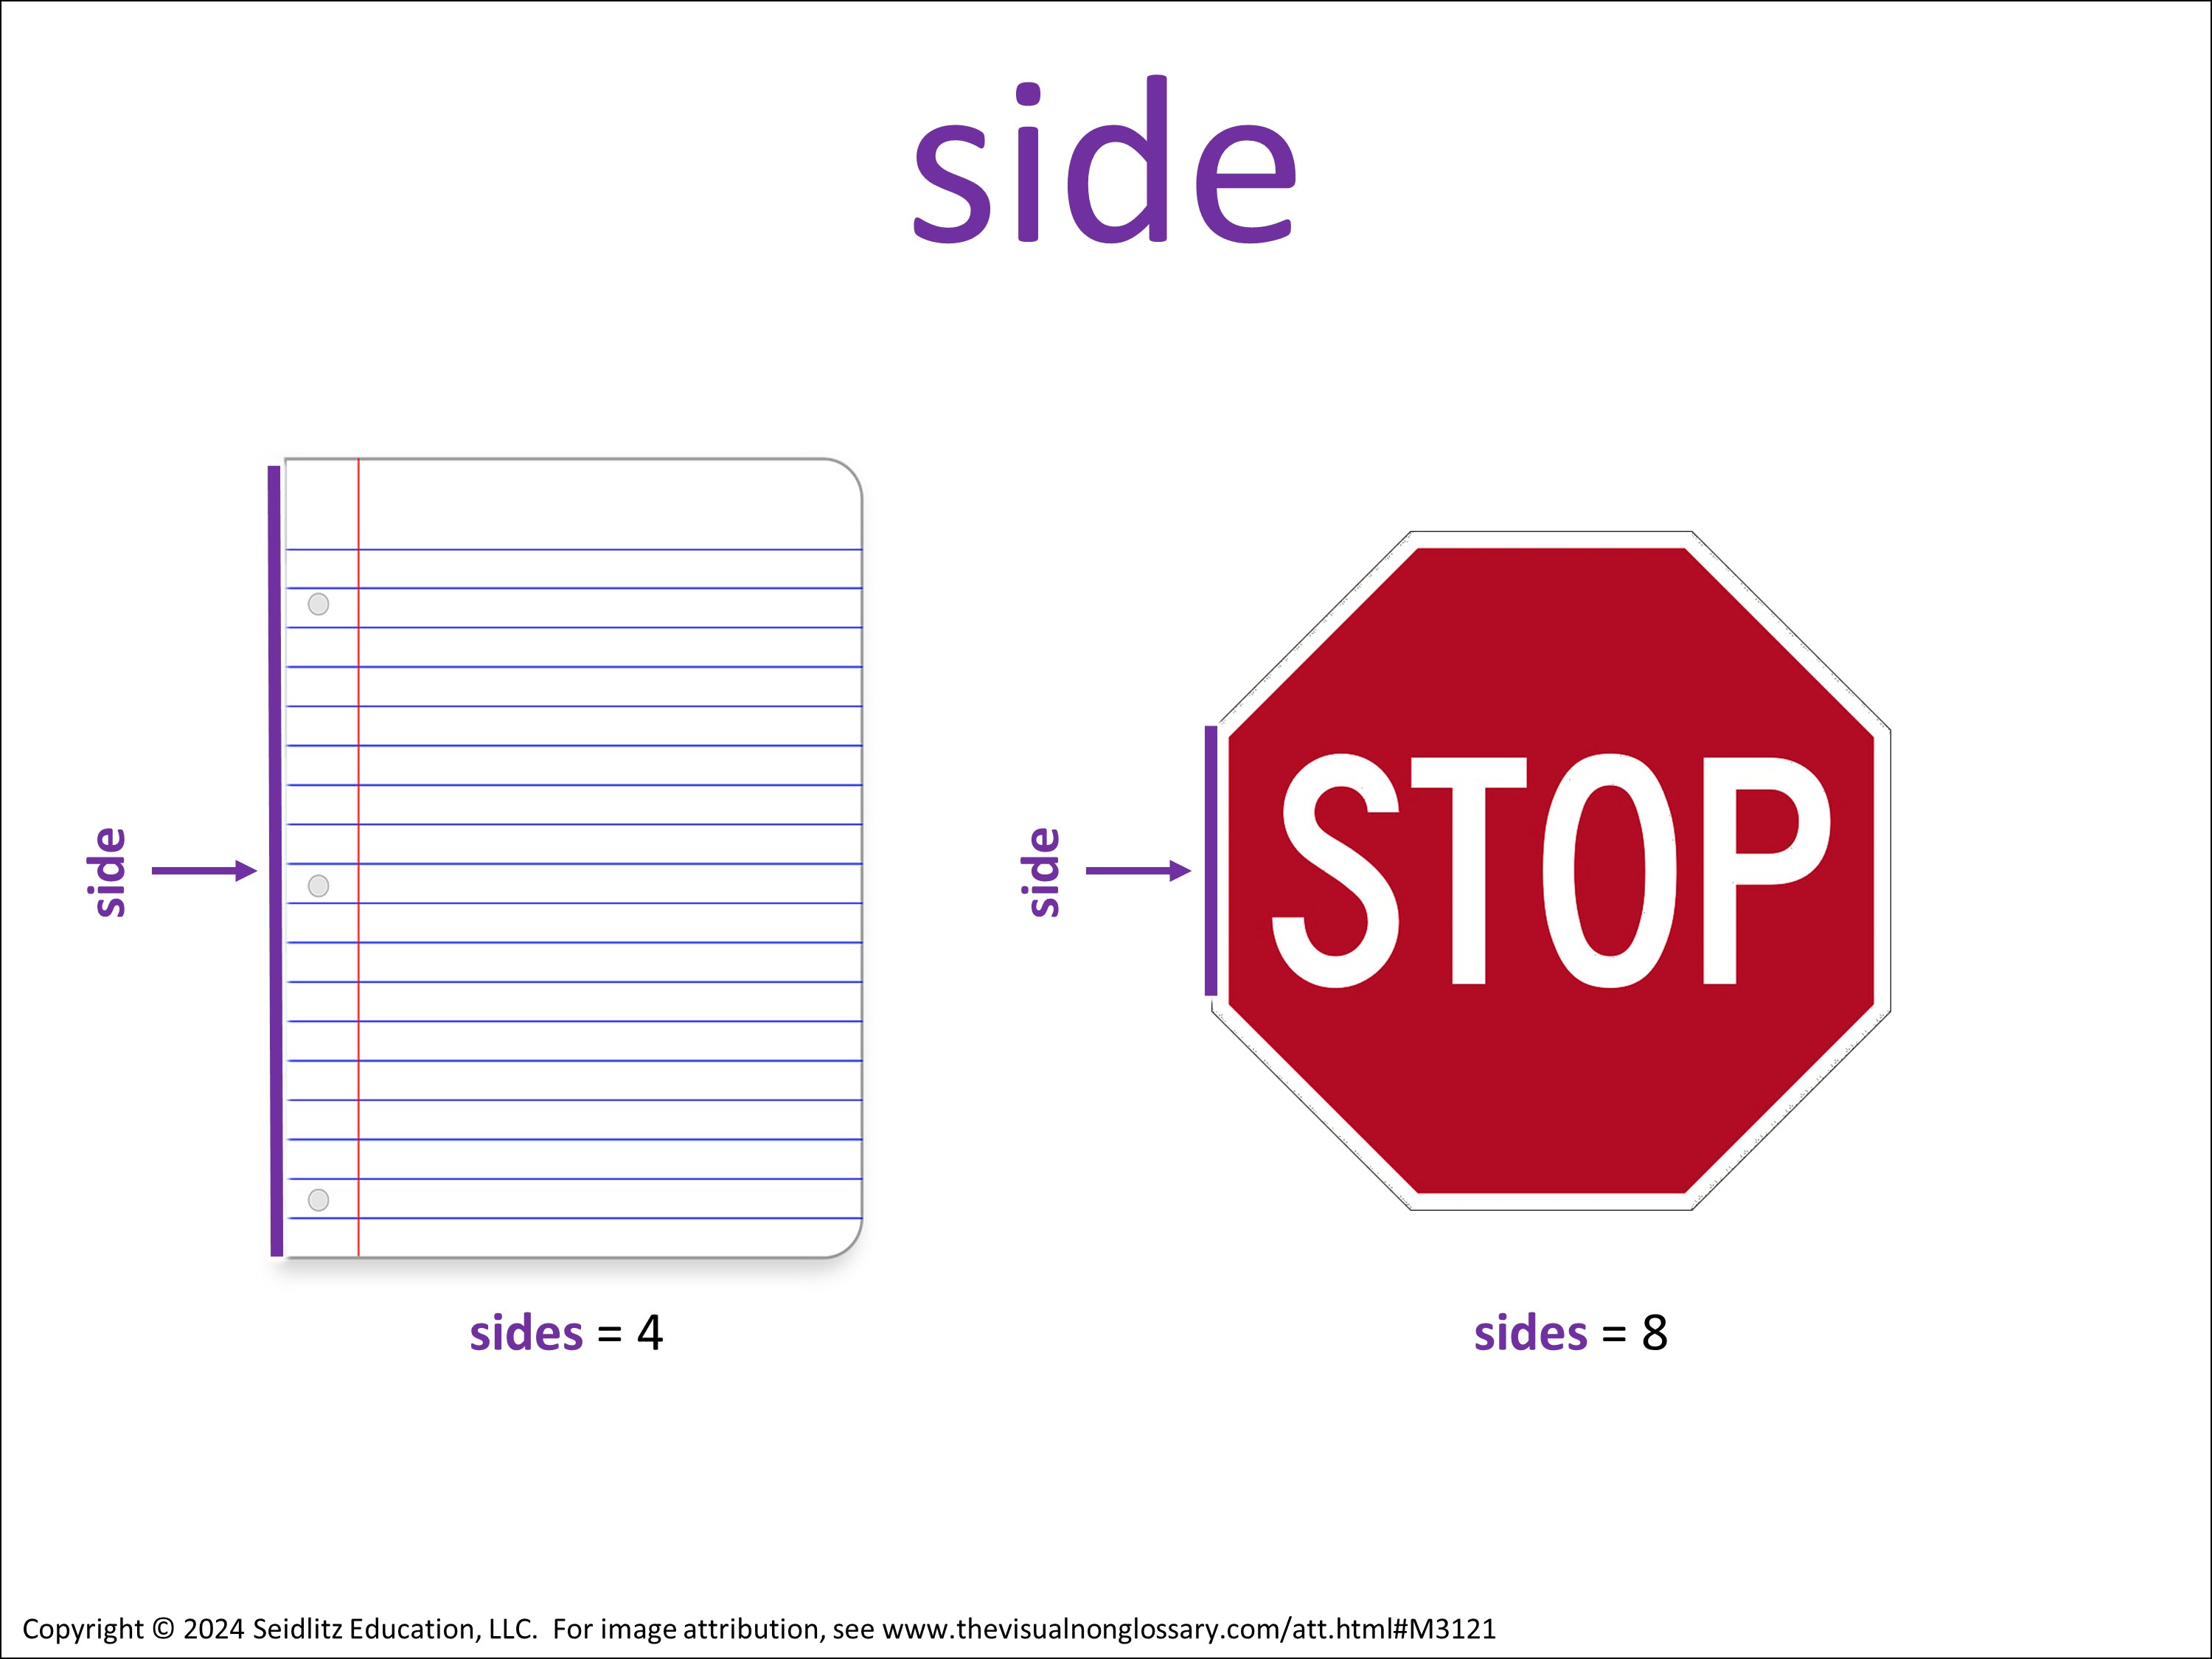 side
side
side
STOP
sides = 4
sides = 8
Copyright © 2024 Seidlitz Education, LLC.  For image attribution, see www.thevisualnonglossary.com/att.html#M3121